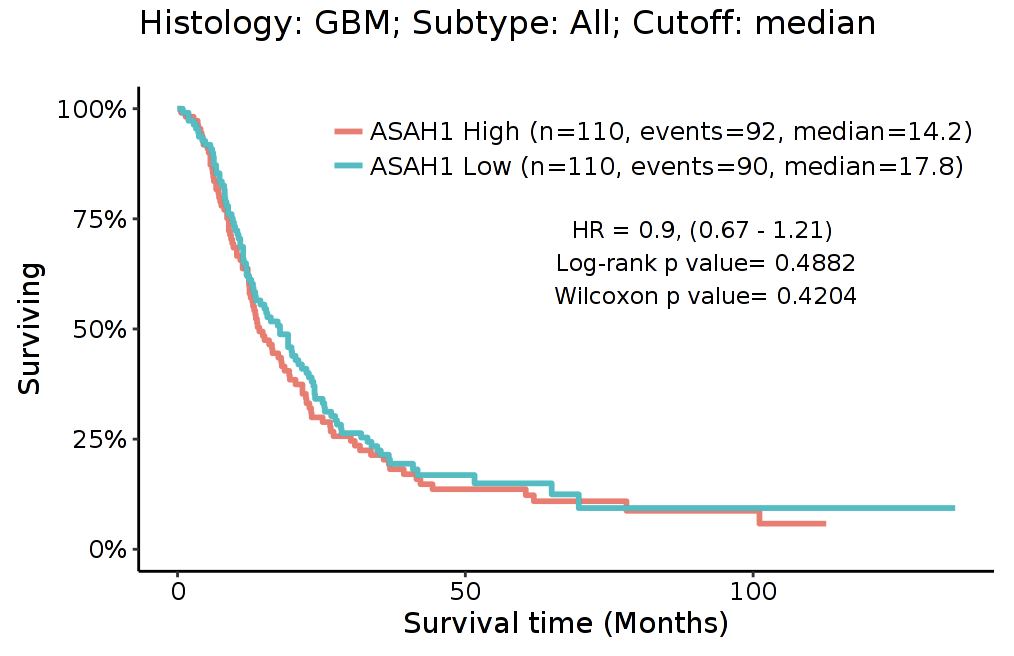 Histology: GBM; Subtype: All; Cutoff: median
100%
75%
50%
25%
0%
Surviving
ASAH1 High (n=110, events=92, median=14.2)
ASAH1 Low (n=110, events=90, median=17.8)
HR = 0.9, (0.67 - 1.21)
Log-rank p value= 0.4882
Wilcoxon p value= 0.4204
0 50 100
Survival time (Months)